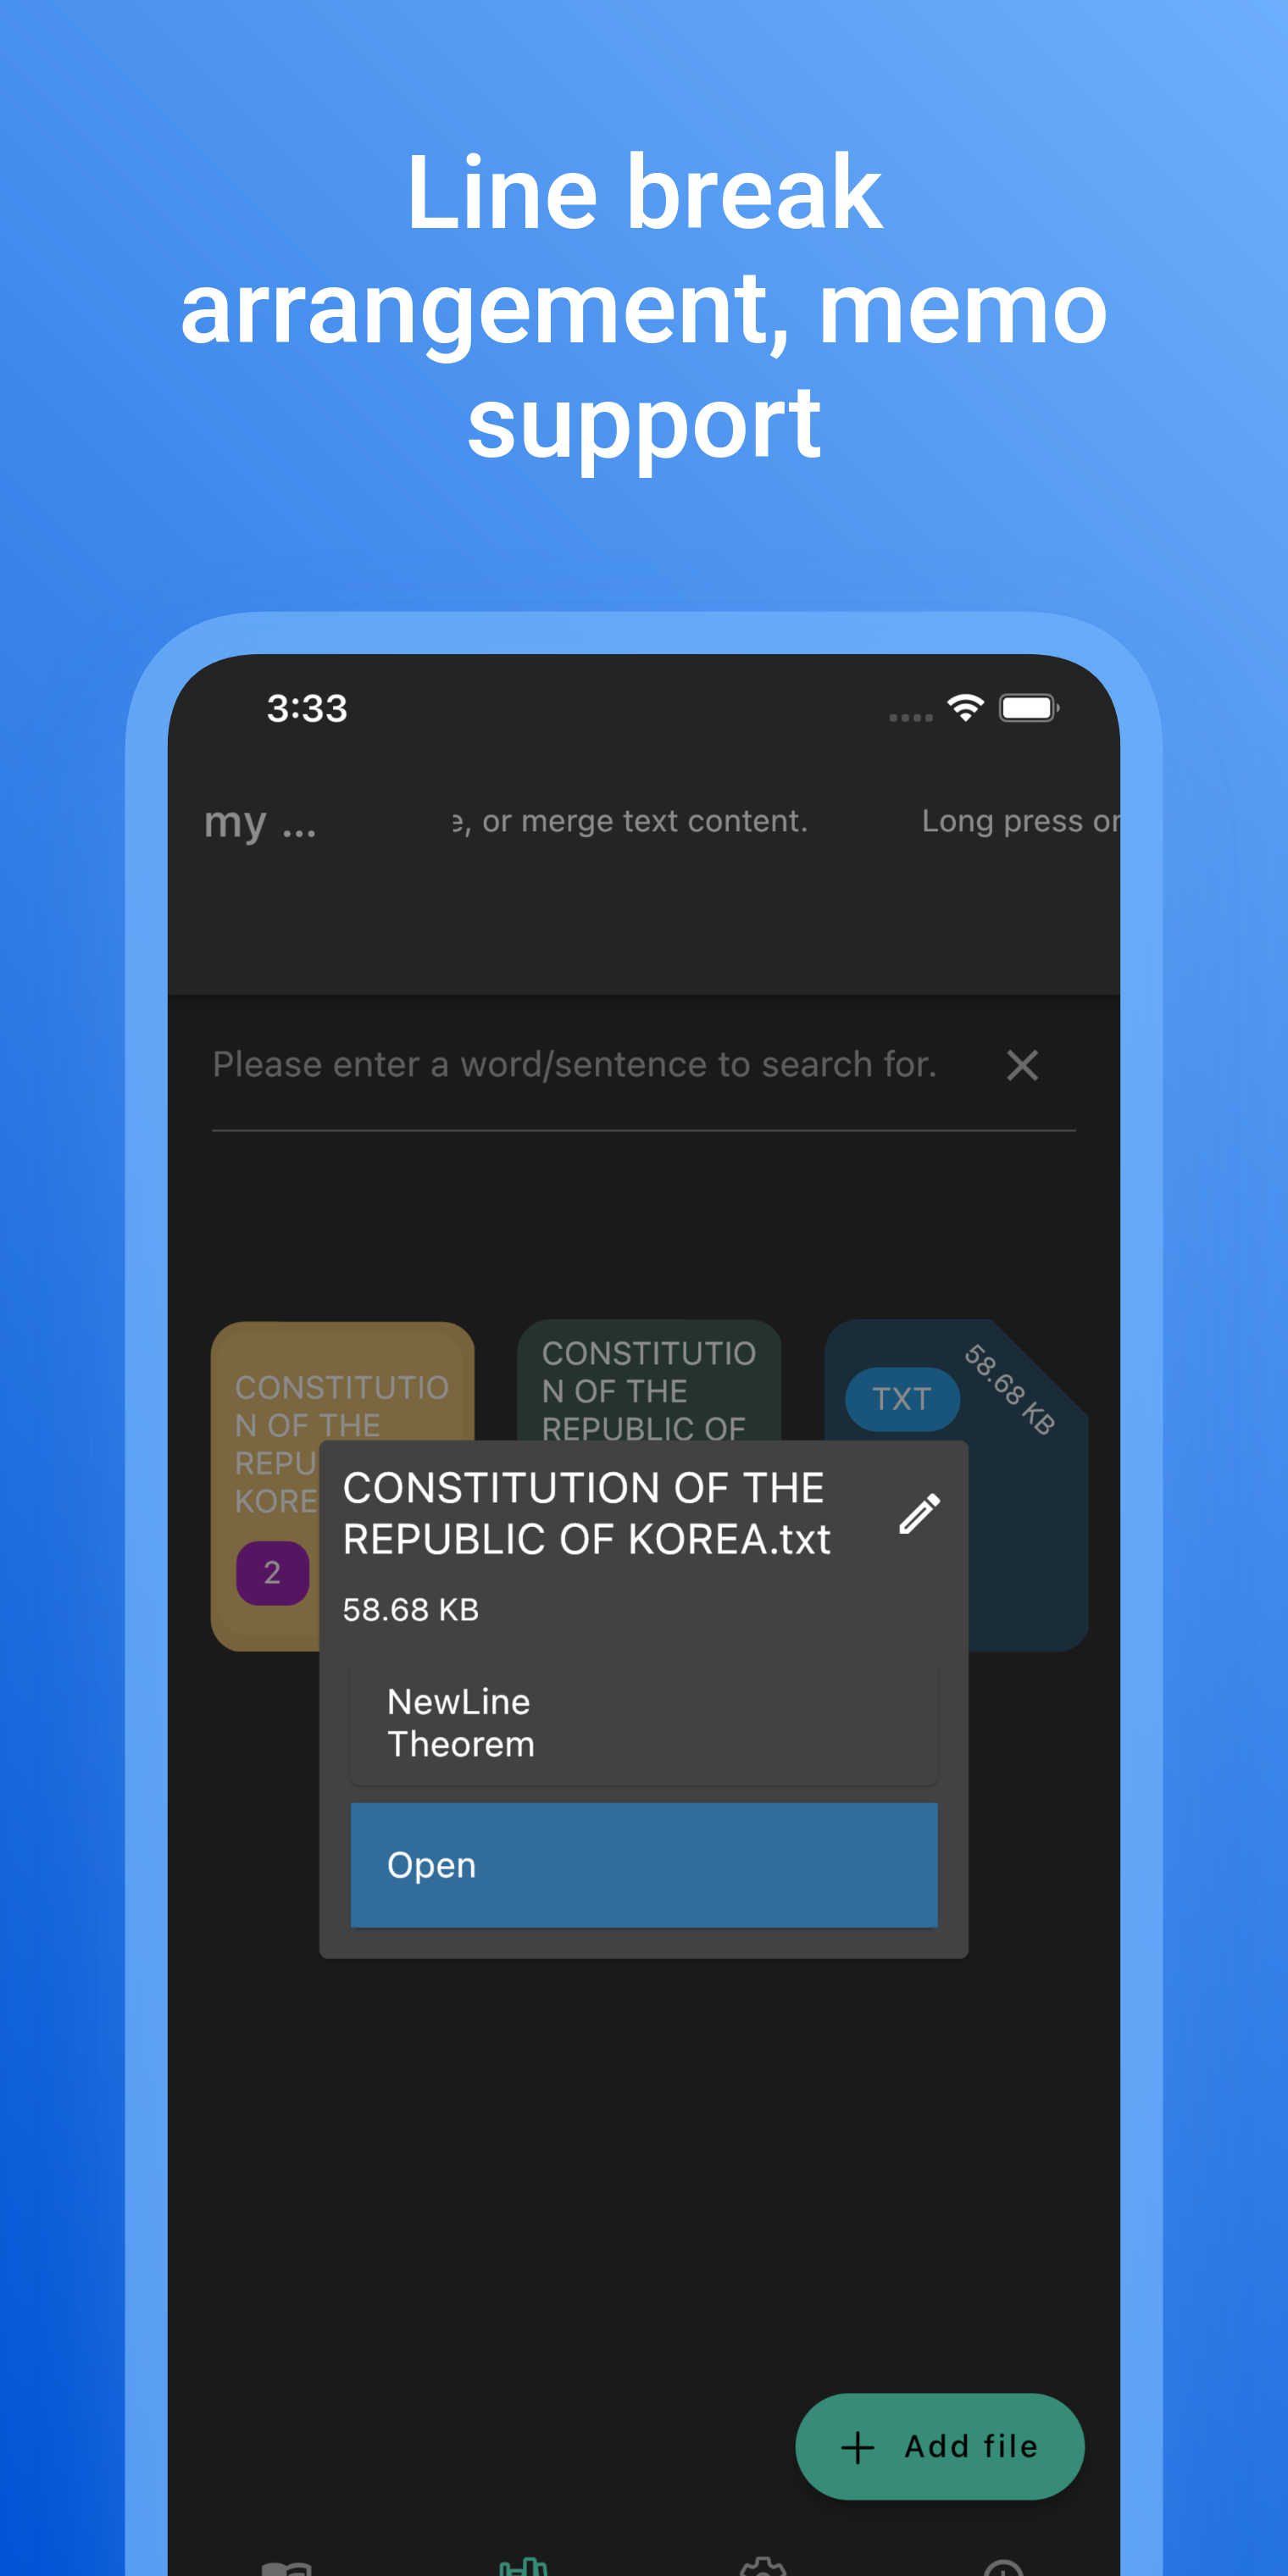 Line break
arrangement, memo
support
3:33
my ...
, or merge text content.
Long press
Please enter a word/sentence to search for.
CONSTITUTIO
N OF THE
REPU
KORE
2
CONSTITUTIO
N OF THE
REPUBLIC OF
TXT
58.68 KB
CONSTITUTION OF THE
REPUBLIC OF KOREA.txt
58.68 KB
NewLine
Theorem
Open
Add file